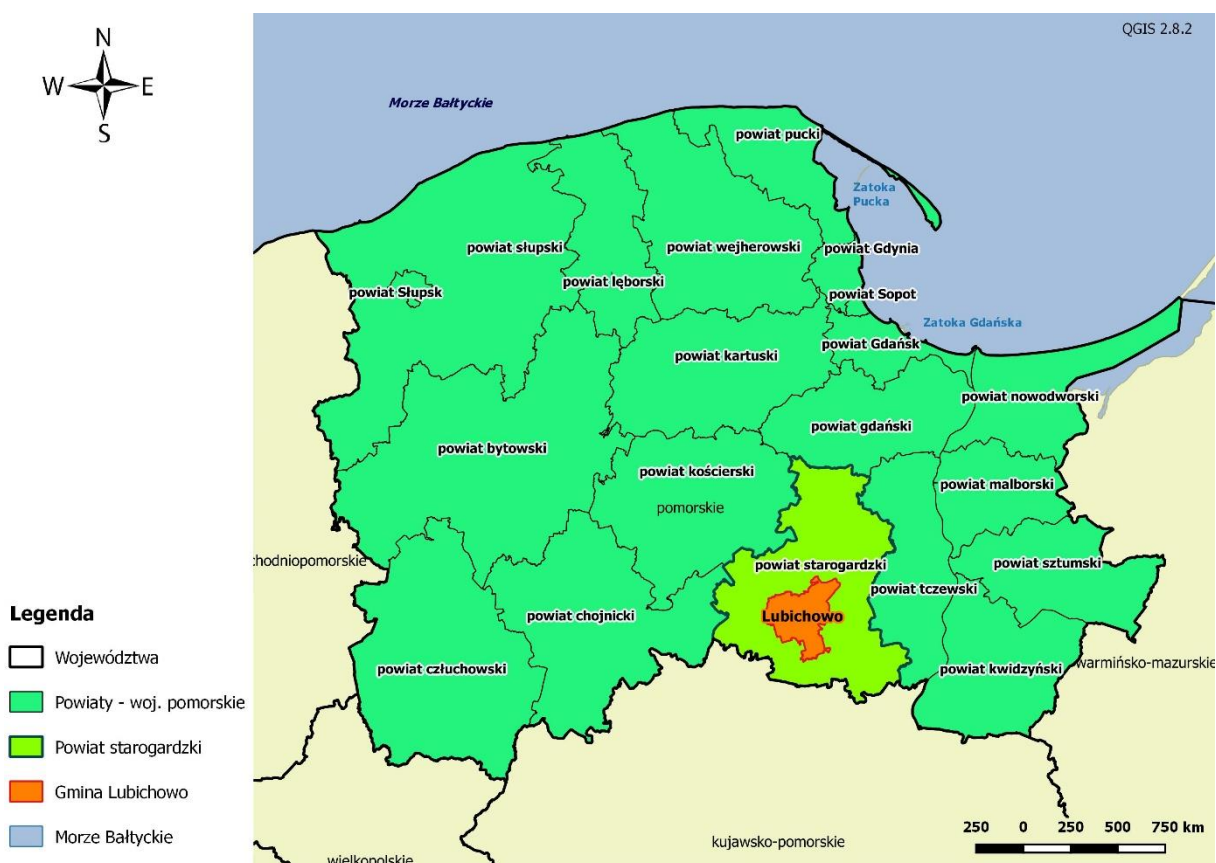 QGIS 2.8.2
N
W E
S
Morze Bałtyckie
powiat pucki
Zatoka
Pucka
powiat słupski
powiat wejherowski
powiat Gdynia
powiat lęborski
powiat Słupsk
powiat Sopot
Zatoka Gdańska
powiat Gdańsk
powiat kartuski
powiat nowodworski
powiat gdański
powiat bytowski
powiat kościerski
powiat malborski
pomorskie
chodniopomorskie
powiat starogardzki
powiat sztumski
powiat tczewski
powiat chojnicki
Lubichowo
powiat człuchowski
powiat kwidzyński
warmińsko-mazurskie
Legenda
Województwa
Powiaty - woj. pomorskie
Powiat starogardzki
Gmina Lubichowo
Morze Bałtyckie
kujawsko-pomorskie
wielkopolskie
250 0 250 500 750 km